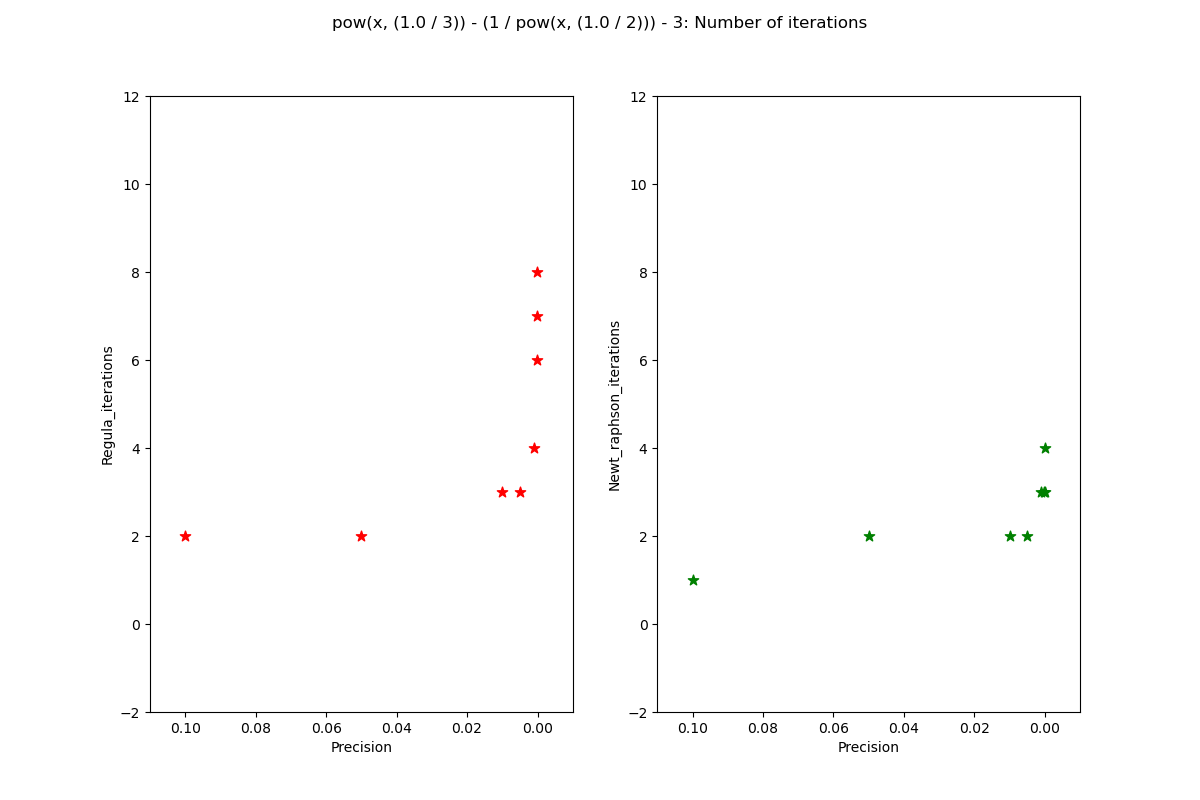 pow(x, (1.0 / 3)) - (1 / pow(x, (1.0 / 2))) - 3: Number of iterations
12
10
8
6
4
2
0
−2
Regula_iterations
0.10 0.08 0.06 0.04 0.02 0.00
Precision
12
10
8
6
4
2
0
−2
Newt_raphson_iterations
0.10 0.08 0.06 0.04 0.02 0.00
Precision